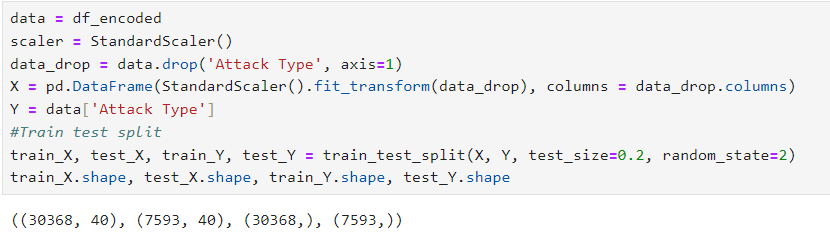 data = df_encoded
scaler = StandardScaler()
data_drop = data.drop('Attack Type', axis=1)
X = pd.DataFrame(StandardScaler().fit_transform(data_drop), columns = data_drop.columns)
Y = data['Attack Type']
#Train test split
train_X, test_X, train_Y, test_Y = train_test_split(X, Y, test_size=0.2, random_state=2)
train_X.shape, test_X.shape, train_Y.shape, test_Y.shape
((30368, 40), (7593, 40), (30368,), (7593,))